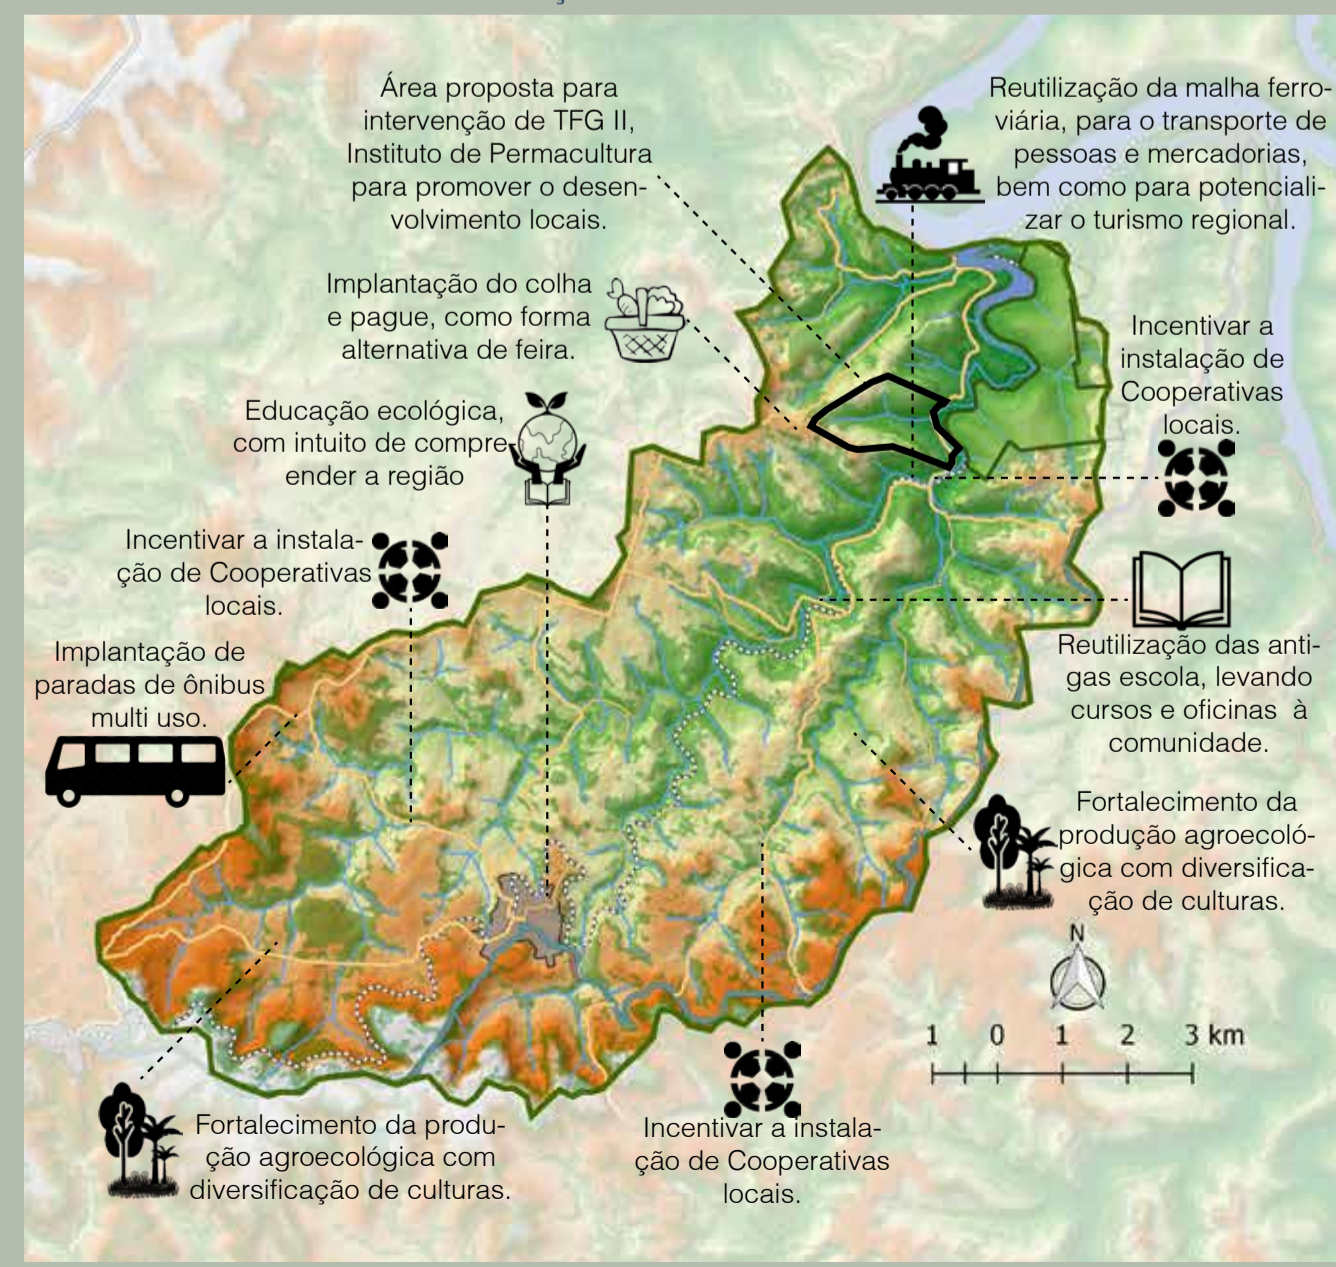 Área proposta para
intervenção de TFG II,
Instituto de Permacultura
para promover o desen-
volvimento locais.
Reutilização da malha ferro-
viária, para o transporte de
pessoas e mercadorias,
bem como para potenciali-
zar o turismo regional.
Implantação do colha
e pague, como forma
alternativa de feira.
Incentivar a
instalação de
Cooperativas
locais.
Educação ecológica,
com intuito de compre
ender a região
Incentivar a instala-
ção de Cooperativas
locais.
Implantação de
paradas de ônibus
multi uso.
Reutilização das anti-
gas escola, levando
cursos e oficinas à
comunidade.
Fortalecimento da
produção agroecoló-
gica com diversifica-
ção de culturas.
N
1 0 1 2 3 km
Fortalecimento da produ-
ção agroecológica com
diversificação de culturas.
Incentivar a instala-
ção de Cooperativas
locais.